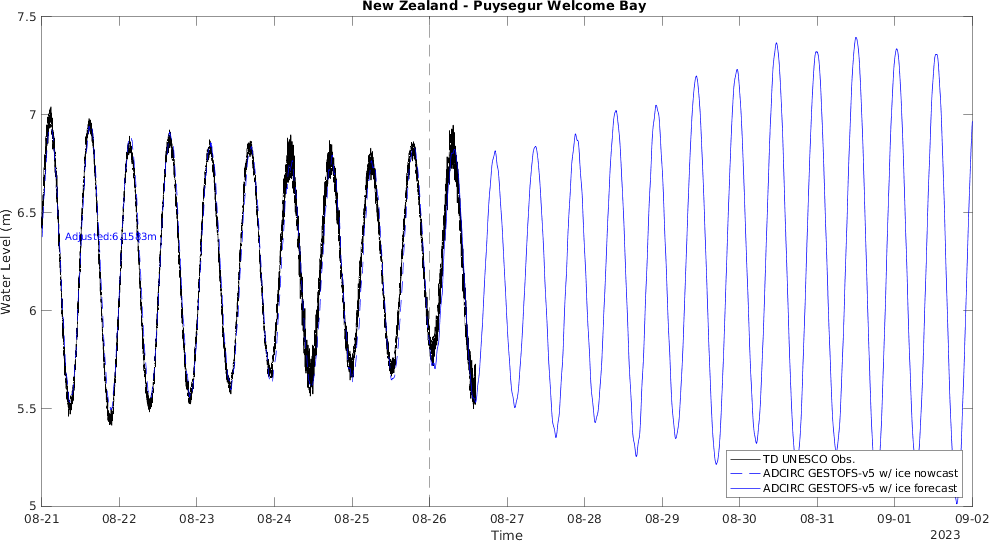 New Zealand - Puysegur Welcome Bay
7.5
7
6.5
6
5.5
5
Water Level (m)
Adjusted:6.1583m
TD UNESCO Obs.
ADCIRC GESTOFS-v5 w/ ice nowcast
ADCIRC GESTOFS-v5 w/ ice forecast
08-21 08-22 08-23 08-24 08-25 08-26 08-27 08-28 08-29 08-30 08-31 09-01 09-02
Time
2023